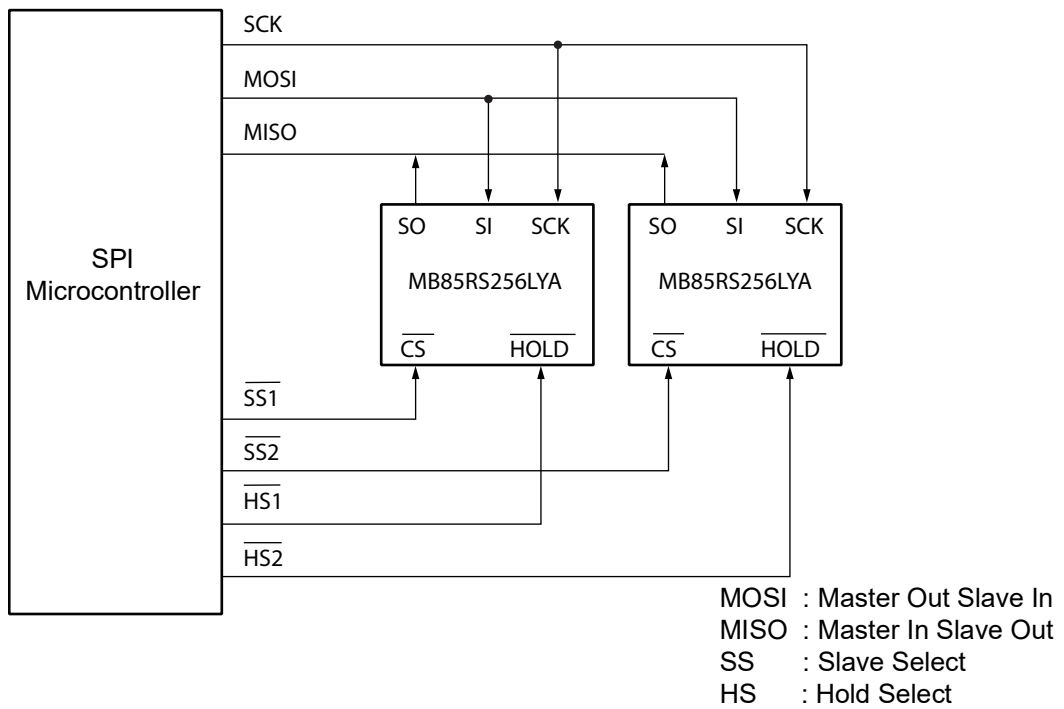 SCK
MOSI
MISO
SO SI SCK
SO SI SCK
SPI
Microcontroller
MB85RS256LYA
MB85RS256LYA
CS HOLD
CS HOLD
SS1
SS2
HS1
HS2
MOSI : Master Out Slave In
MISO : Master In Slave Out
SS : Slave Select
HS : Hold Select